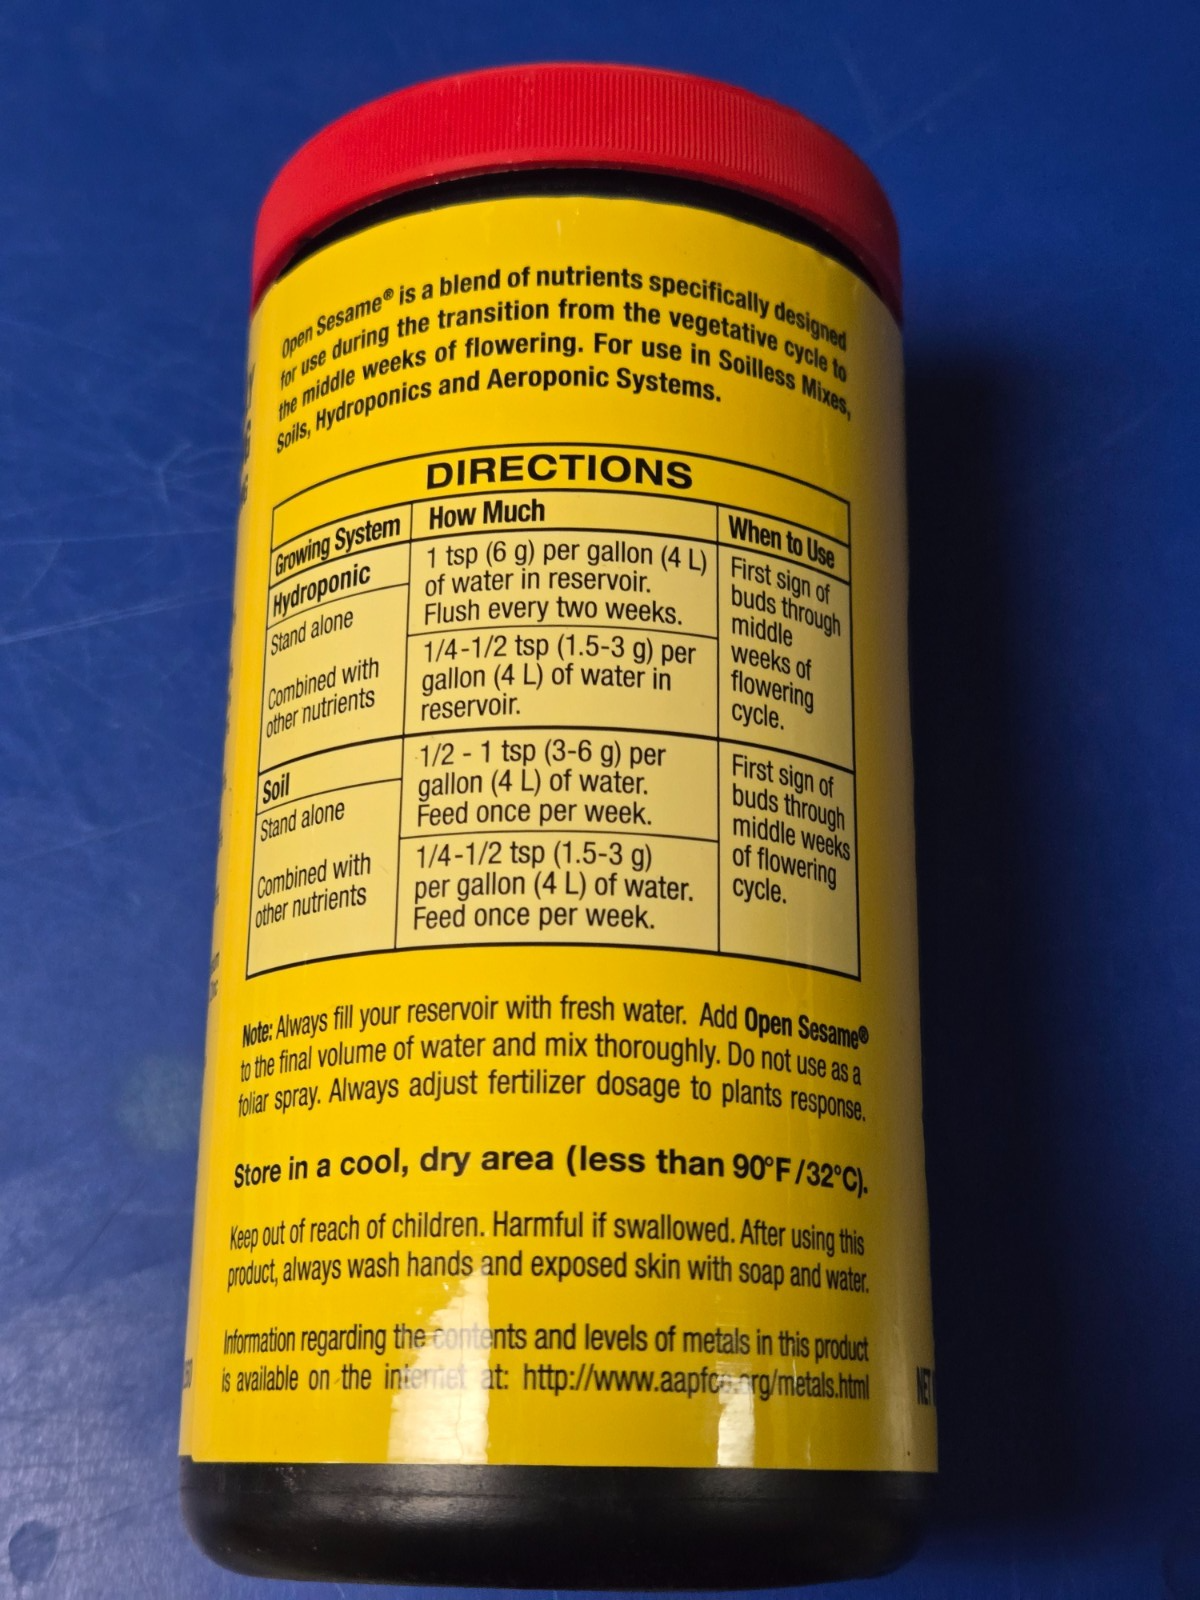 Open Sesame® is a blend of nutrients specifically designed
for use during the transition from the vegetative cycle to
the middle weeks of flowering. For use in Soilless Mixes,
Soils, Hydroponics and Aeroponic Systems.
DIRECTIONS
Growing System
How Much
When to Use
Hydroponic
Stand alone
1 tsp (6 g) per gallon (4 L)
of water in reservoir.
Flush every two weeks.
Combined with
other nutrients
1/4-1/2 tsp (1.5-3 g) per
gallon (4 L) of water in
reservoir.
First sign of
buds through
middle
weeks of
flowering
cycle.
Soil
Stand alone
1/2 - 1 tsp (3-6 g) per
gallon (4 L) of water.
Feed once per week.
Combined with
other nutrients
1/4-1/2 tsp (1.5-3 g)
per gallon (4 L) of water.
Feed once per week.
First sign of
buds through
middle weeks
of flowering
cycle.
Note: Always fill your reservoir with fresh water. Add Open Sesame®
to the final volume of water and mix thoroughly. Do not use as a
foliar spray. Always adjust fertilizer dosage to plants response.
Store in a cool, dry area (less than 90°F/32°C).
Keep out of reach of children. Harmful if swallowed. After using this
product, always wash hands and exposed skin with soap and water.
Information regarding the contents and levels of metals in this product
is available on the internet at: http://www.aapfco.org/metals.html
NET